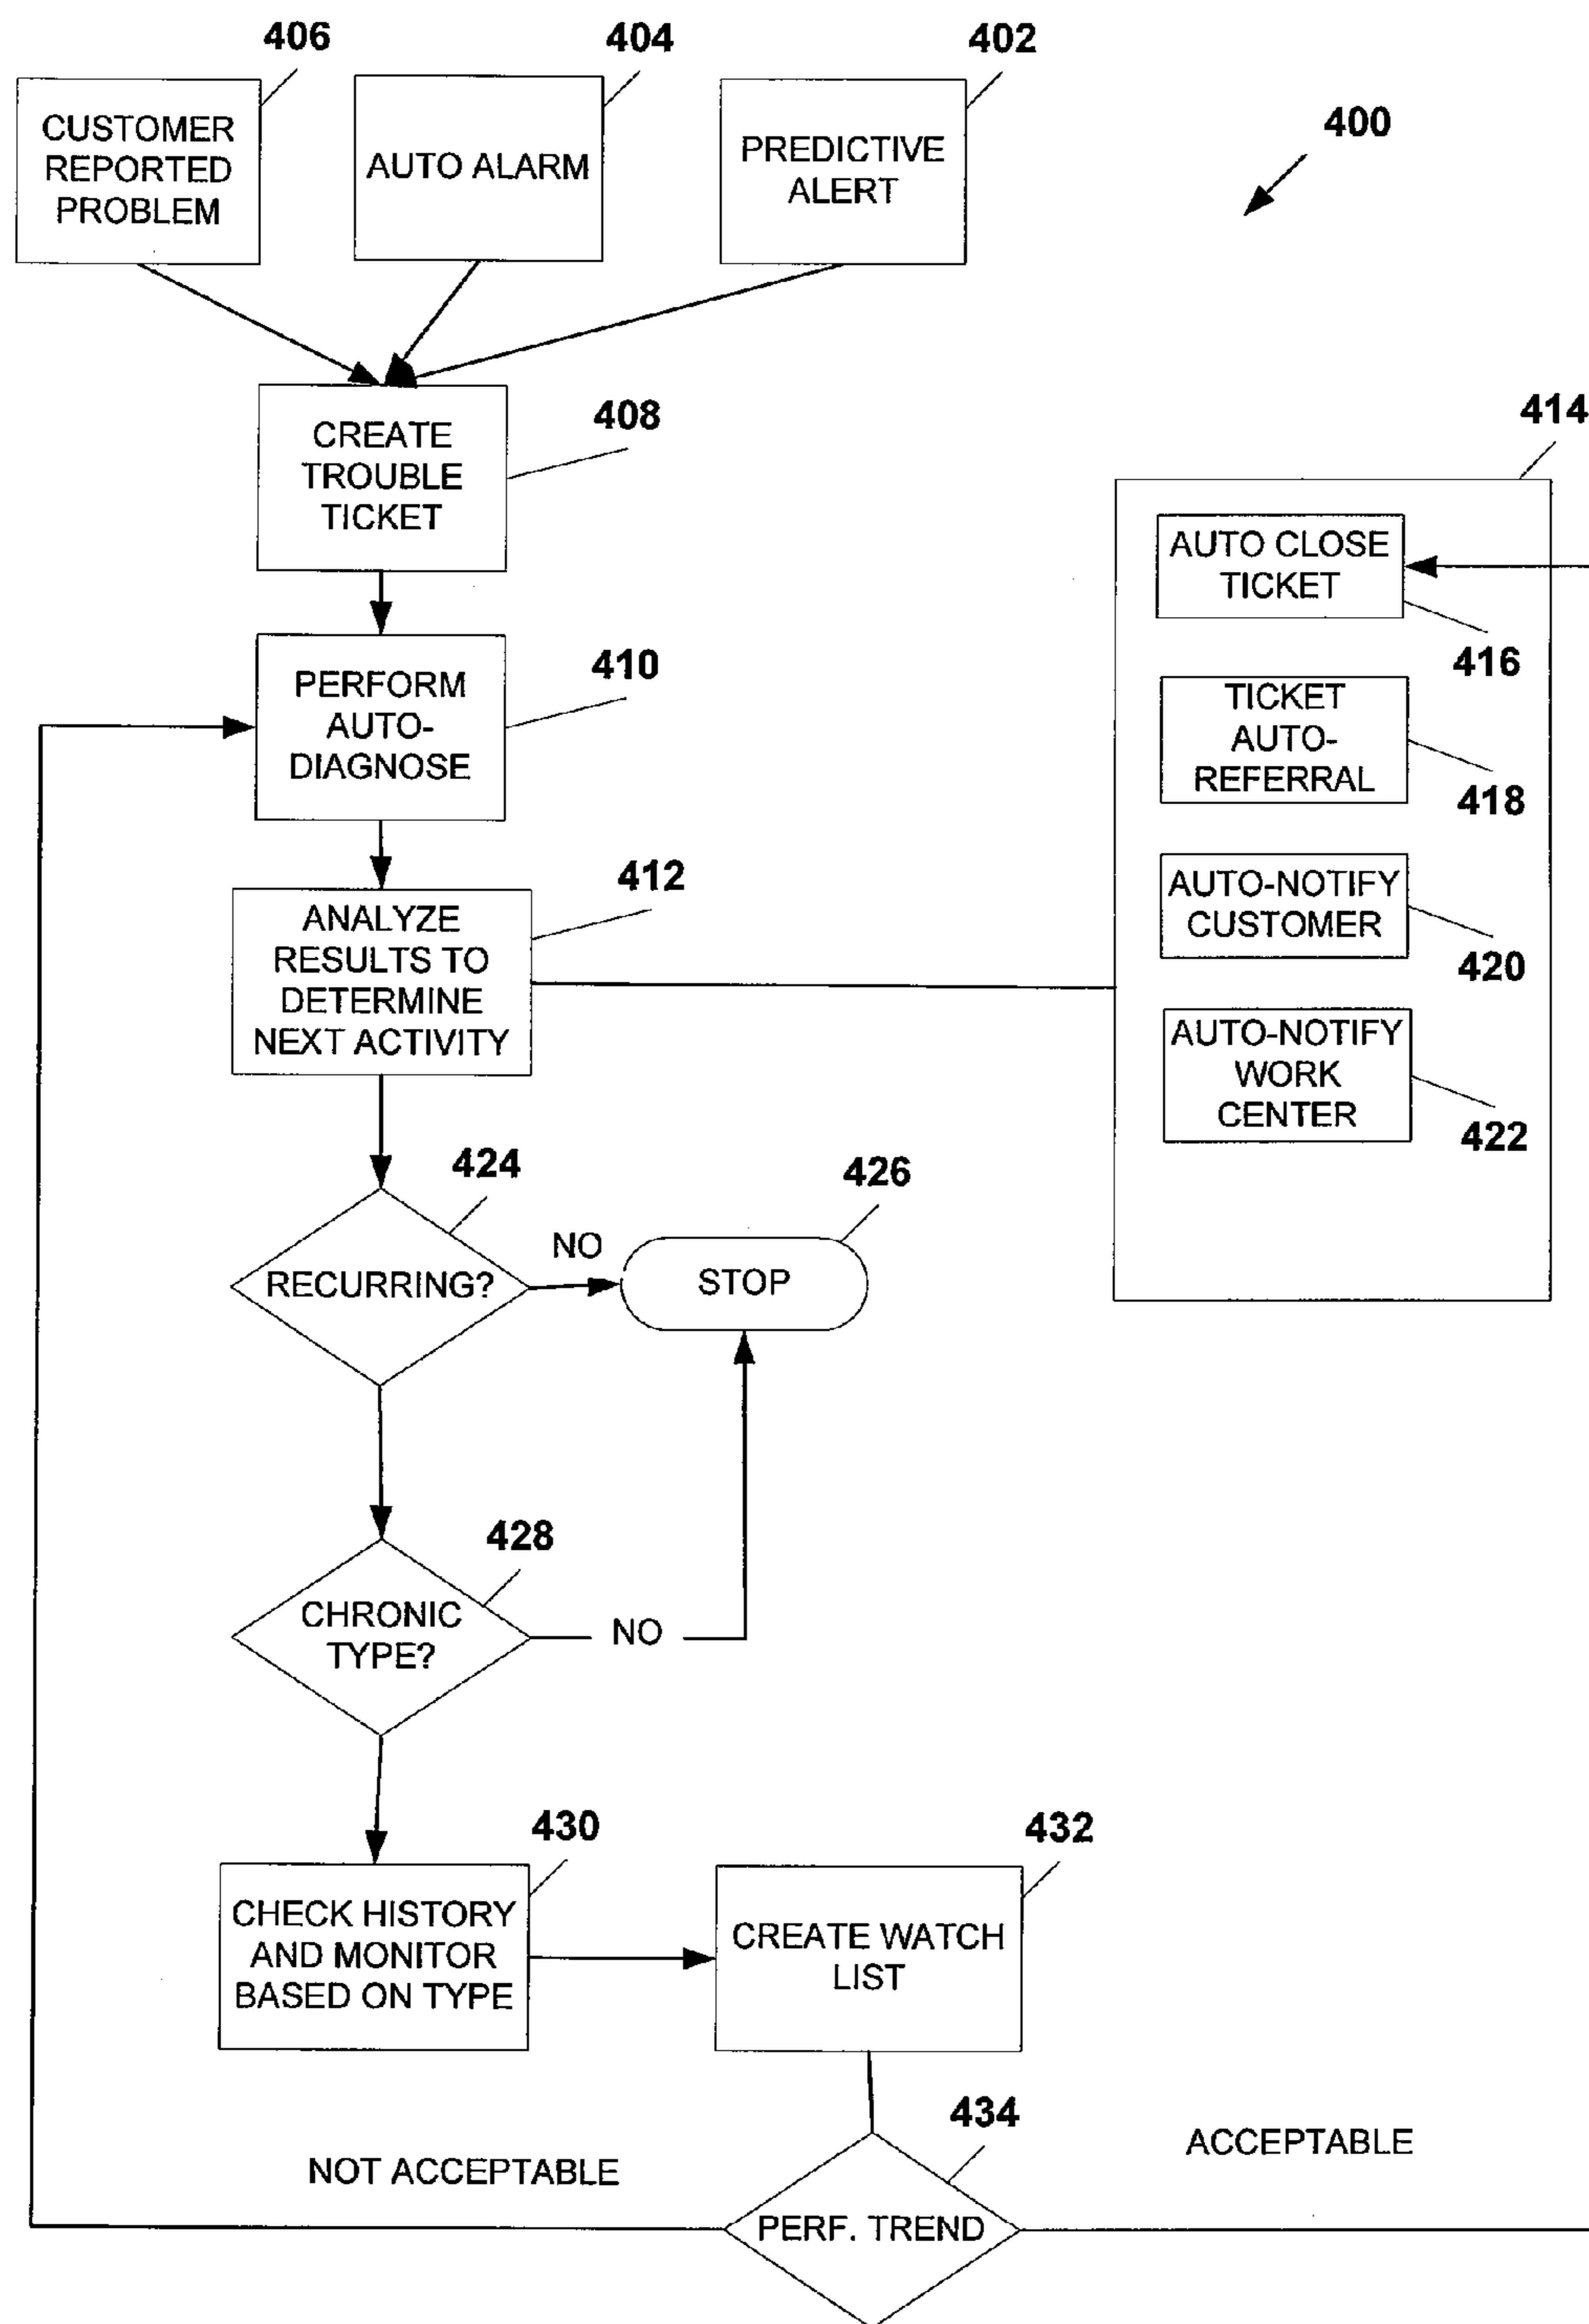 406
404
402
400
CUSTOMER
REPORTED
PROBLEM
AUTO ALARM
PREDICTIVE
ALERT
408
CREATE
TROUBLE
TICKET
414
AUTO CLOSE
TICKET
416
410
PERFORM
AUTO-
DIAGNOSE
TICKET
AUTO-
REFERRAL
418
412
ANALYZE
RESULTS TO
DETERMINE
NEXT ACTIVITY
AUTO-NOTIFY
CUSTOMER
420
AUTO-NOTIFY
WORK
CENTER
422
424
RECURRING?
NO
426
STOP
428
CHRONIC
TYPE?
NO
430
CHECK HISTORY
AND MONITOR
BASED ON TYPE
432
CREATE WATCH
LIST
434
NOT ACCEPTABLE
PERF. TREND
ACCEPTABLE